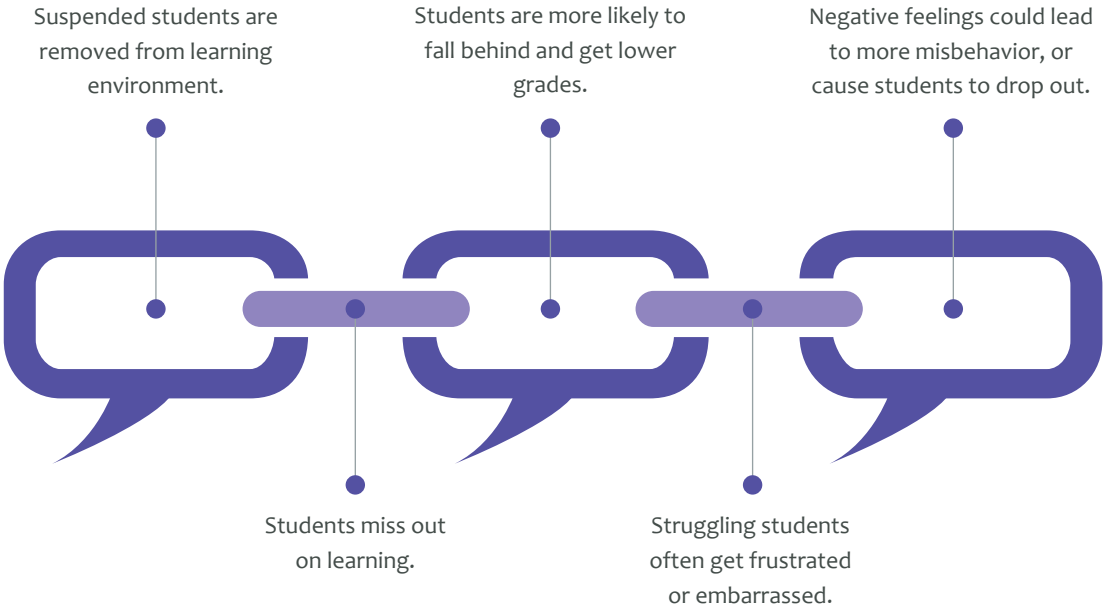 Suspended students are
removed from learning
environment.
Students miss out
on learning.
Students are more likely to
fall behind and get lower
grades.
Struggling students
often get frustrated
or embarrassed.
Negative feelings could lead
to more misbehavior, or
cause students to drop out.